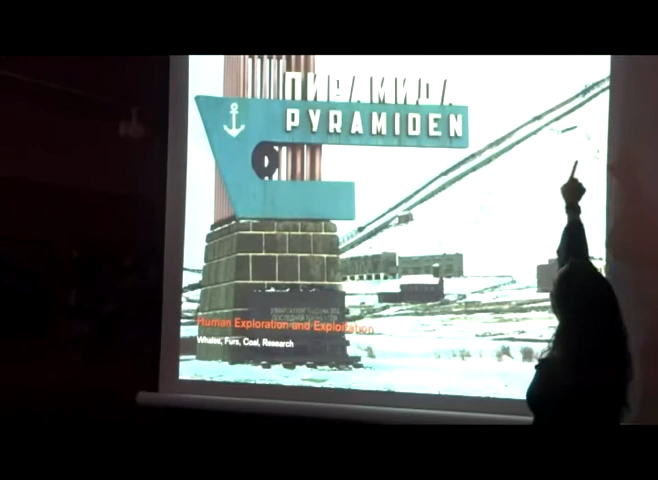 ПИРАМИДА
PYRAMIDEN
Human Exploration and Exploitation
Whales, Furs, Coal, Research